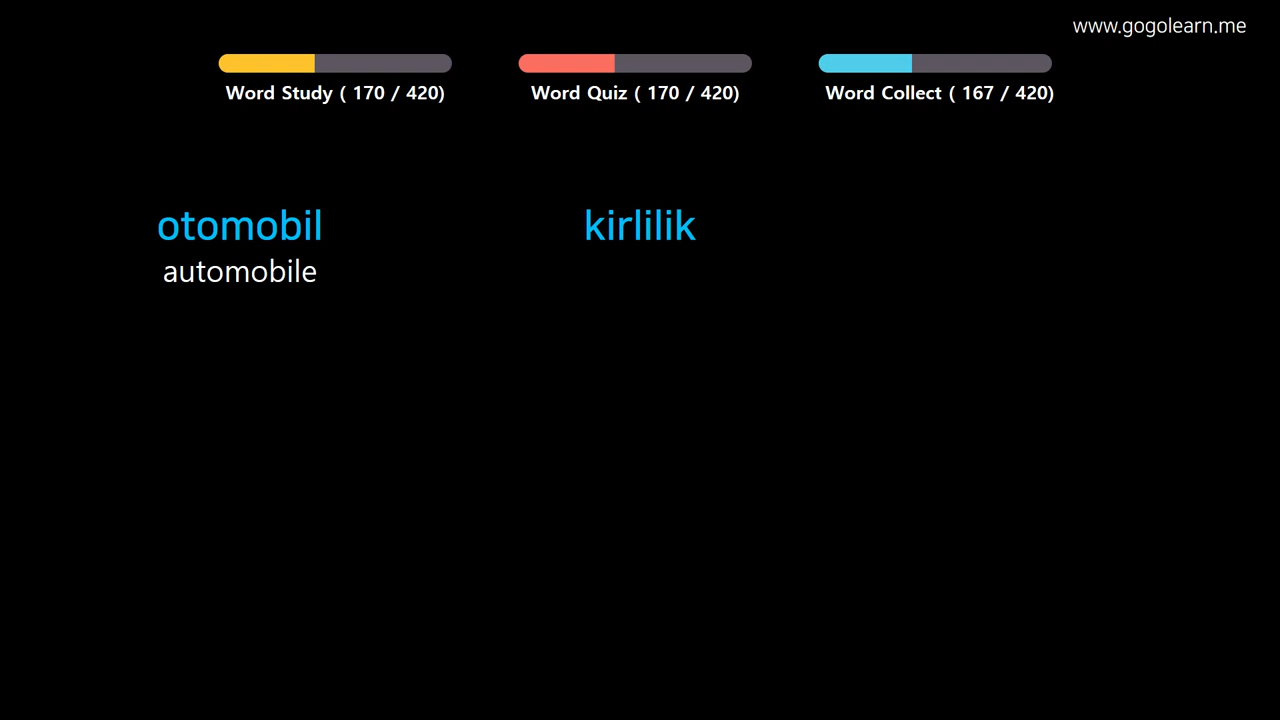 www.gogolearn.me
Word Study ( 170 / 420)
Word Quiz ( 170 / 420)
Word Collect ( 167 / 420)
otomobil
automobile
kirlilik